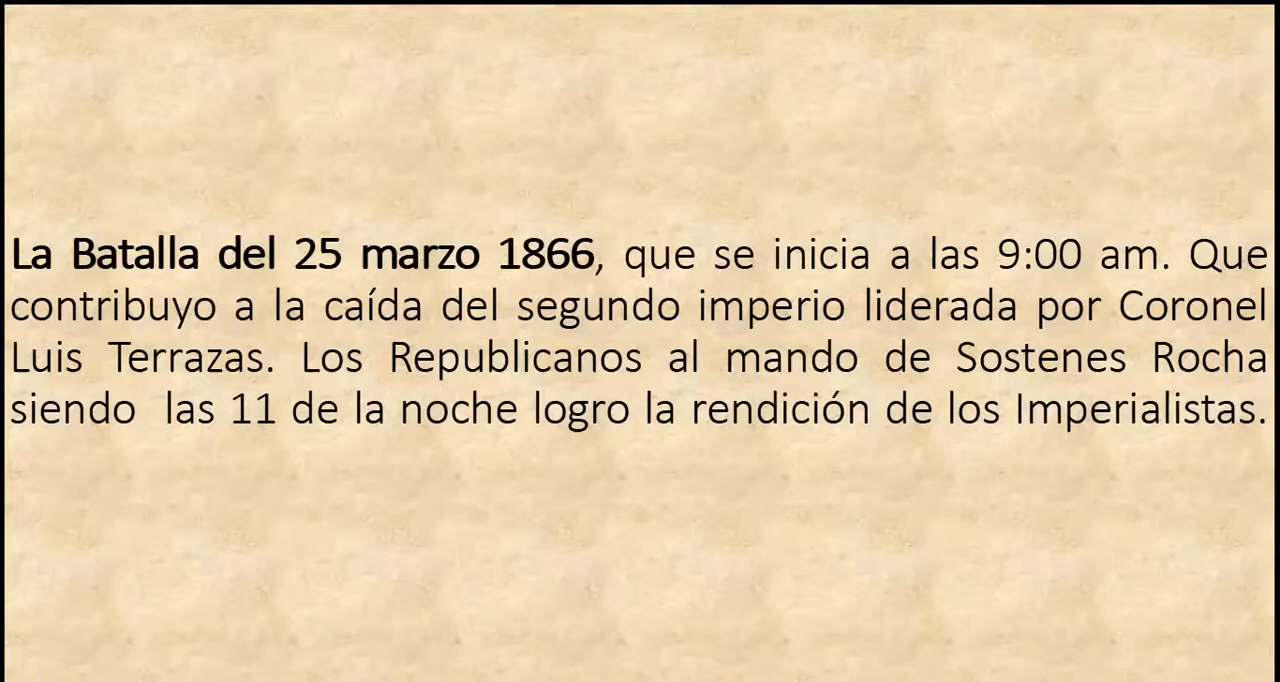 La Batalla del 25 marzo 1866, que se inicia a las 9:00 am. Que
contribuyo a la caída del segundo imperio liderada por Coronel
Luis Terrazas. Los Republicanos al mando de Sostenes Rocha
siendo las 11 de la noche logro la rendición de los Imperialistas.